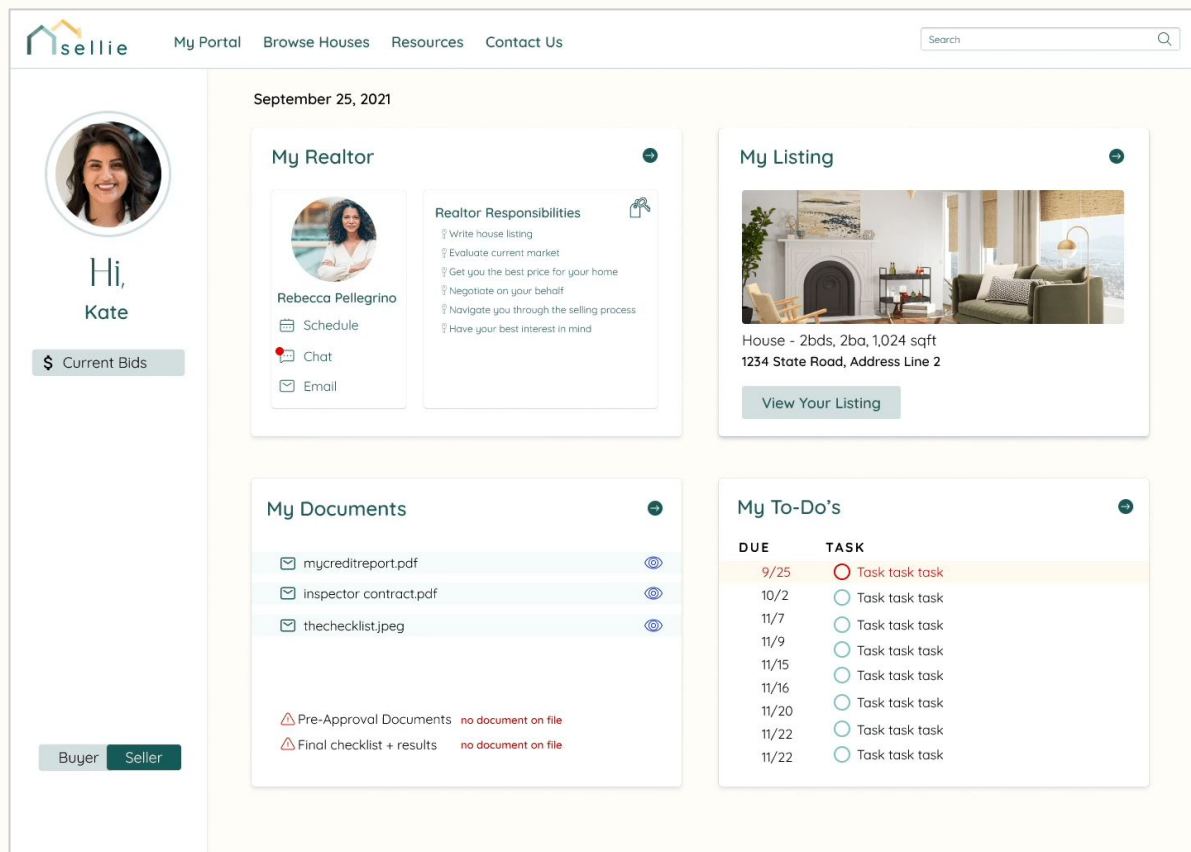 sellie
My Portal Browse Houses Resources Contact Us
Search
Hi,
Kate
$ Current Bids
Buyer Seller
September 25, 2021
My Realtor
Rebecca Pellegrino
Schedule
Chat
Email
Realtor Responsibilities
Write house listing
Evaluate current market
Get you the best price for your home
Negotiate on your behalf
Navigate you through the selling process
Have your best interest in mind
My Listing
House - 2bds, 2ba, 1,024 sqft
1234 State Road, Address Line 2
View Your Listing
My Documents
mycreditreport.pdf
inspector contract.pdf
thechecklist.jpeg
Pre-Approval Documents no document on file
Final checklist + results no document on file
My To-Do’s
DUE TASK
9/25 Task task task
10/2 Task task task
11/7 Task task task
11/9 Task task task
11/15 Task task task
11/16 Task task task
11/20 Task task task
11/22 Task task task
11/22